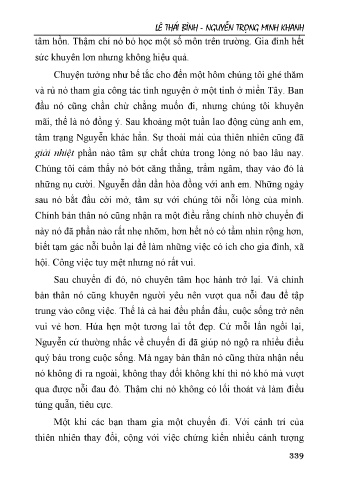 LÊ THÁI BÌNH - NGUYỄN TRỌNG MINH KHANH
tâm hồn. Thậm chí nó bỏ học một số môn trên trường. Gia đình hết
sức khuyên lơn nhưng không hiệu quả.
Chuyện tưởng như bế tắc cho đến một hôm chúng tôi ghé thăm
và rủ nó tham gia công tác tình nguyện ở một tỉnh ở miền Tây. Ban
đầu nó cũng chần chừ chẳng muốn đi, nhưng chúng tôi khuyên
mãi, thế là nó đồng ý. Sau khoảng một tuần lao động cùng anh em,
tâm trạng Nguyễn khác hẳn. Sự thoải mái của thiên nhiên cũng đã
giải nhiệt phần nào tâm sự chất chứa trong lòng nó bao lâu nay.
Chúng tôi cảm thấy nó bớt căng thẳng, trầm ngâm, thay vào đó là
những nụ cười. Nguyễn dần dần hòa đồng với anh em. Những ngày
sau nó bắt đầu cởi mở, tâm sự với chúng tôi nỗi lòng của mình.
Chính bản thân nó cũng nhận ra một điều rằng chính nhờ chuyến đi
này nó đã phần nào rất nhẹ nhõm, hơn hết nó có tầm nhìn rộng hơn,
biết tạm gác nỗi buồn lại để làm những việc có ích cho gia đình, xã
hội. Công việc tuy mệt nhưng nó rất vui.
Sau chuyến đi đó, nó chuyên tâm học hành trở lại. Và chính
bản thân nó cũng khuyên người yêu nên vượt qua nỗi đau để tập
trung vào công việc. Thế là cả hai đều phấn đấu, cuộc sống trở nên
vui vẻ hơn. Hứa hẹn một tương lai tốt đẹp. Cứ mỗi lần ngồi lại,
Nguyễn cứ thường nhắc về chuyến đi đã giúp nó ngộ ra nhiều điều
quý báu trong cuộc sống. Mà ngay bản thân nó cũng thừa nhận nếu
nó không đi ra ngoài, không thay đổi không khí thì nó khó mà vượt
qua được nỗi đau đó. Thậm chí nó không có lối thoát và làm điều
túng quẫn, tiêu cực.
Một khi các bạn tham gia một chuyến đi. Với cảnh trí của
thiên nhiên thay đổi, cộng với việc chứng kiến nhiều cảnh tượng
339